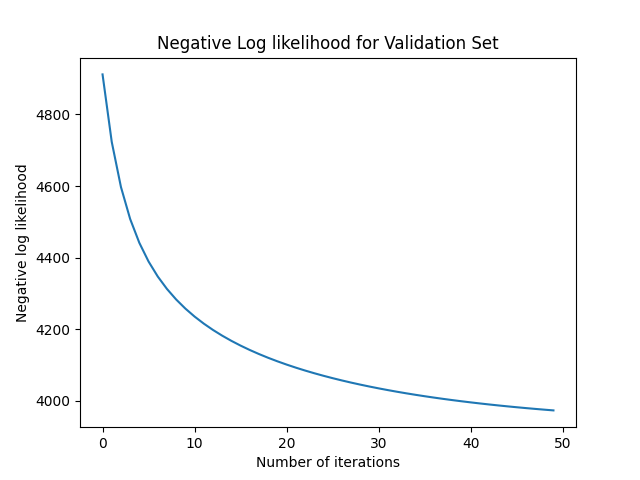 Negative Log likelihood for Validation Set
4800
4600
4400
4200
4000
Negative log likelihood
0 10 20 30 40 50
Number of iterations